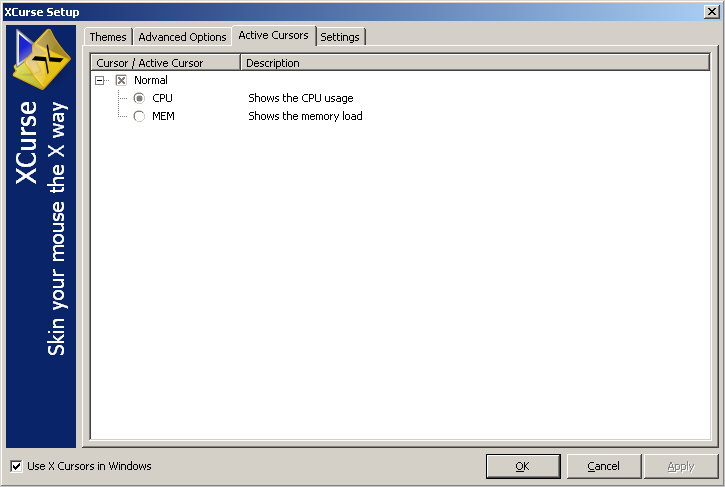 XCurse Setup
Themes
Advanced Options
Active Cursors
Settings
Cursor / Active Cursor
Description
Normal
CPU
Shows the CPU usage
MEM
Shows the memory load
XCurse
Skin your mouse the X way
Use X Cursors in Windows
OK
Cancel
Apply